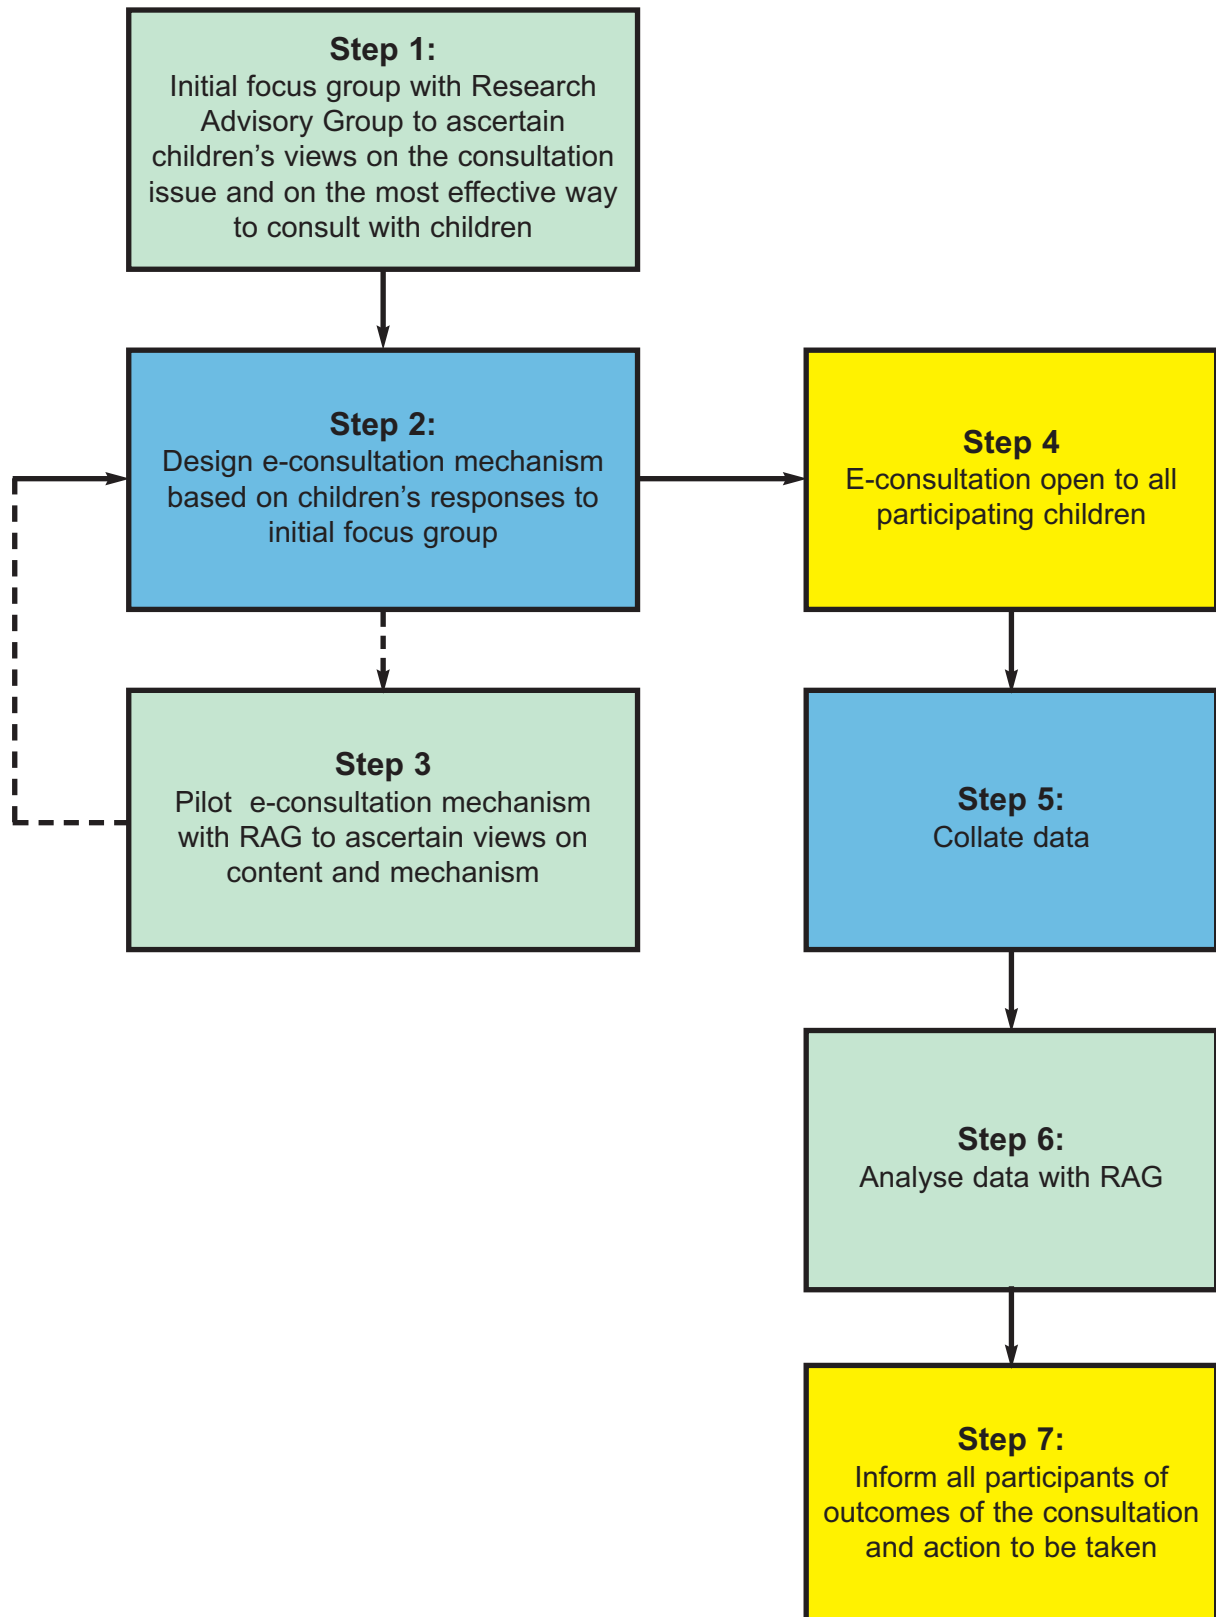 Step 1:
Initial focus group with Research
Advisory Group to ascertain
children’s views on the consultation
issue and on the most effective way
to consult with children
Step 2:
Design e-consultation mechanism
based on children’s responses to
initial focus group
Step 3
Pilot  e-consultation mechanism
with RAG to ascertain views on
content and mechanism
Step 4
E-consultation open to all
participating children
Step 5:
Collate data
Step 6:
Analyse data with RAG
Step 7:
Inform all participants of
outcomes of the consultation
and action to be taken